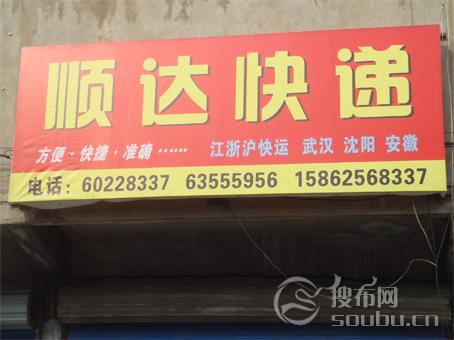 顺达快递
方便·快捷·准确…… 江浙沪快运 武汉 沈阳 安徽
电话：60228337 63555956 15862568337
搜布网
soubu.cn